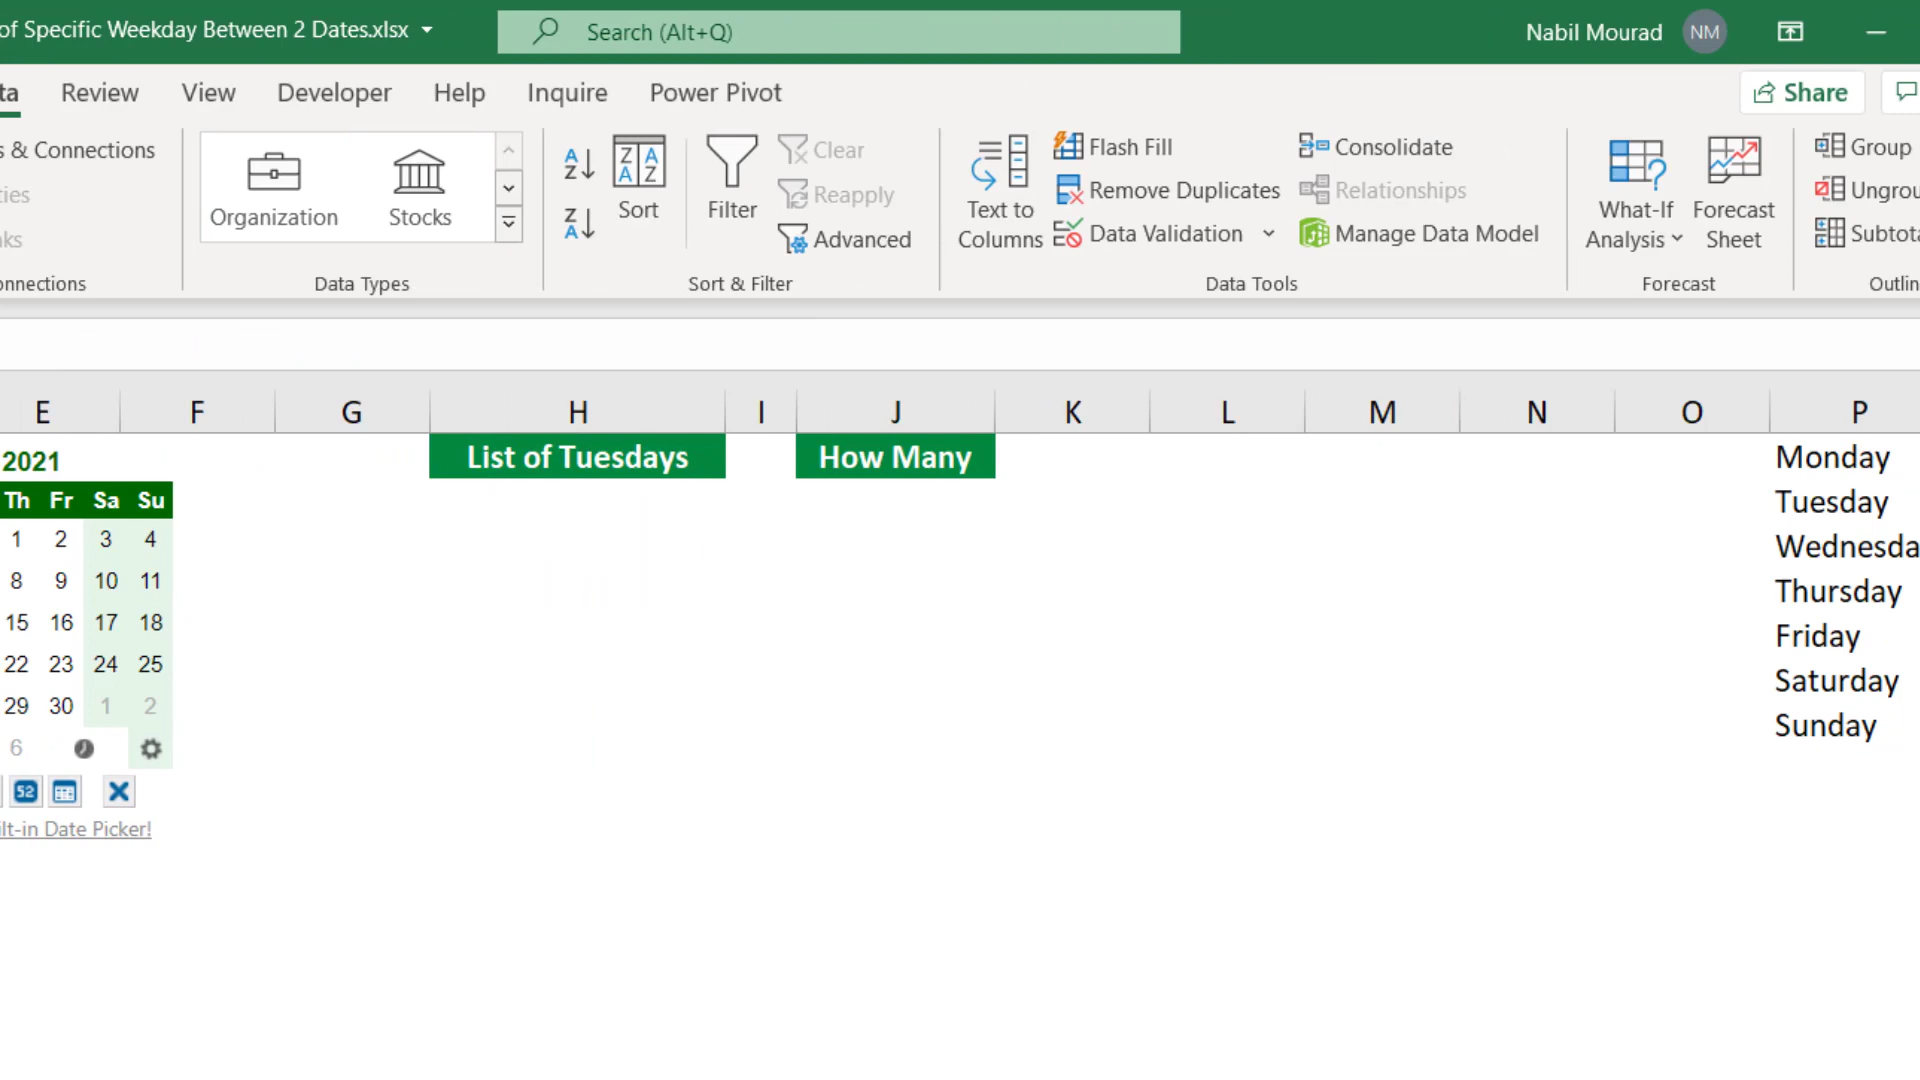 of Specific Weekday Between 2 Dates.xlsx
Search (Alt+Q)
Nabil Mourad
NM
ta Review View Developer Help Inquire Power Pivot
Share
s & Connections
ties
ks
onnections
Organization
Stocks
Data Types
Sort
Filter
Clear
Reapply
Advanced
Sort & Filter
Text to
Columns
Flash Fill
Remove Duplicates
Data Validation
Consolidate
Relationships
Manage Data Model
Data Tools
What-If
Analysis
Forecast
Sheet
Forecast
Group
Ungrou
Subtota
Outlin
E F G H I J K L M N O P
2021
List of Tuesdays
How Many
Th Fr Sa Su
1 2 3 4
8 9 10 11
15 16 17 18
22 23 24 25
29 30 1 2
6
52
ilt-in Date Picker!
Monday
Tuesday
Wednesda
Thursday
Friday
Saturday
Sunday